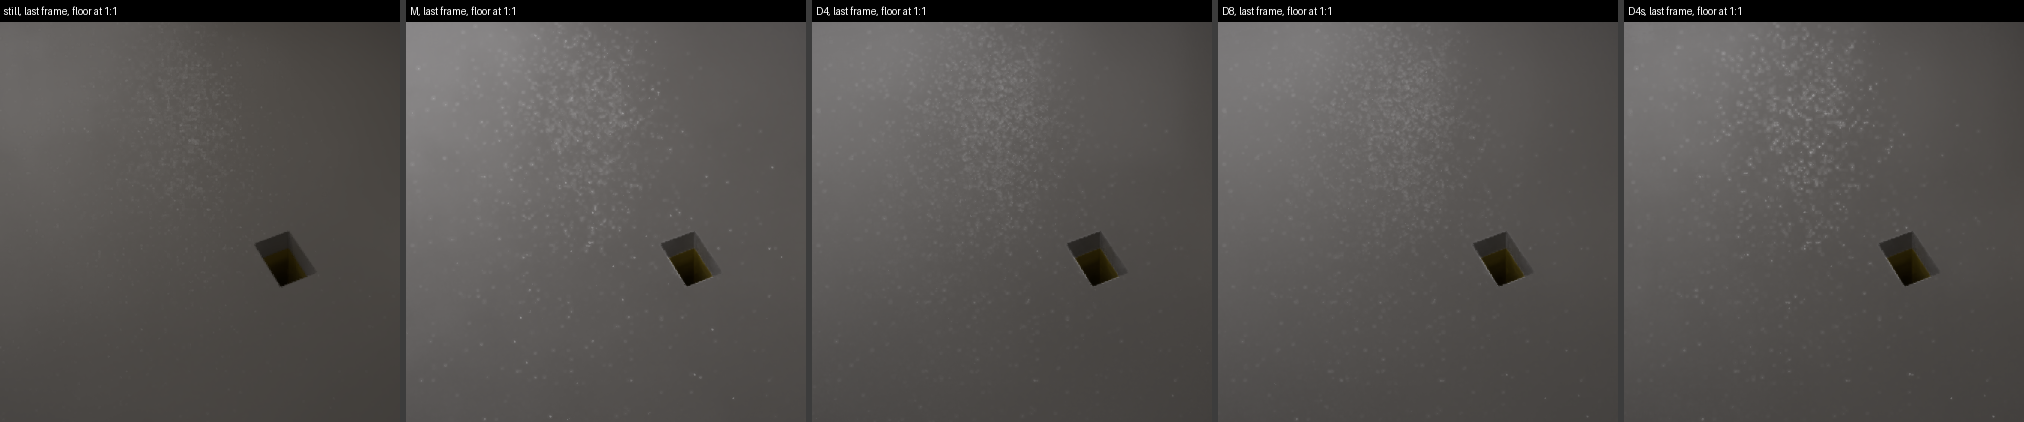 still, last frame, floor at 1:1
M, last frame, floor at 1:1
D4, last frame, floor at 1:1
D8, last frame, floor at 1:1
D4s, last frame, floor at 1:1